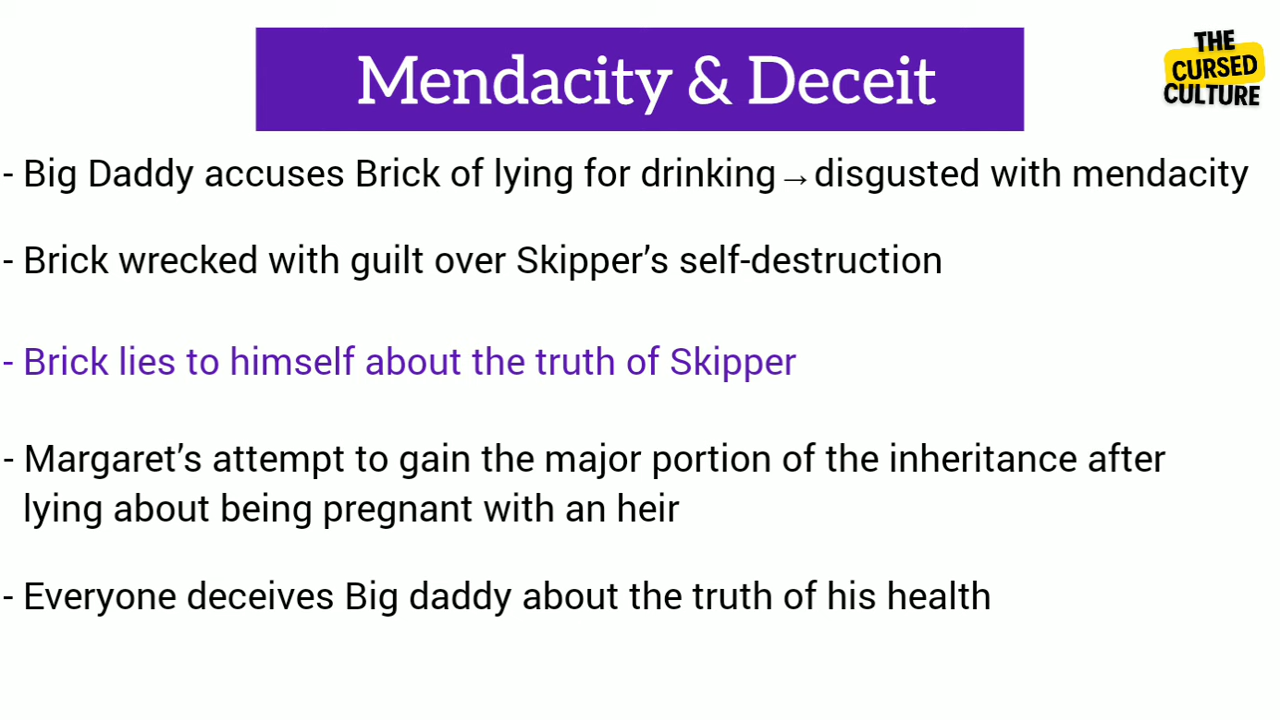 Mendacity & Deceit
THE
CURSED
CULTURE
- Big Daddy accuses Brick of lying for drinking→disgusted with mendacity
- Brick wrecked with guilt over Skipper’s self-destruction
- Brick lies to himself about the truth of Skipper
- Margaret’s attempt to gain the major portion of the inheritance after
lying about being pregnant with an heir
- Everyone deceives Big daddy about the truth of his health